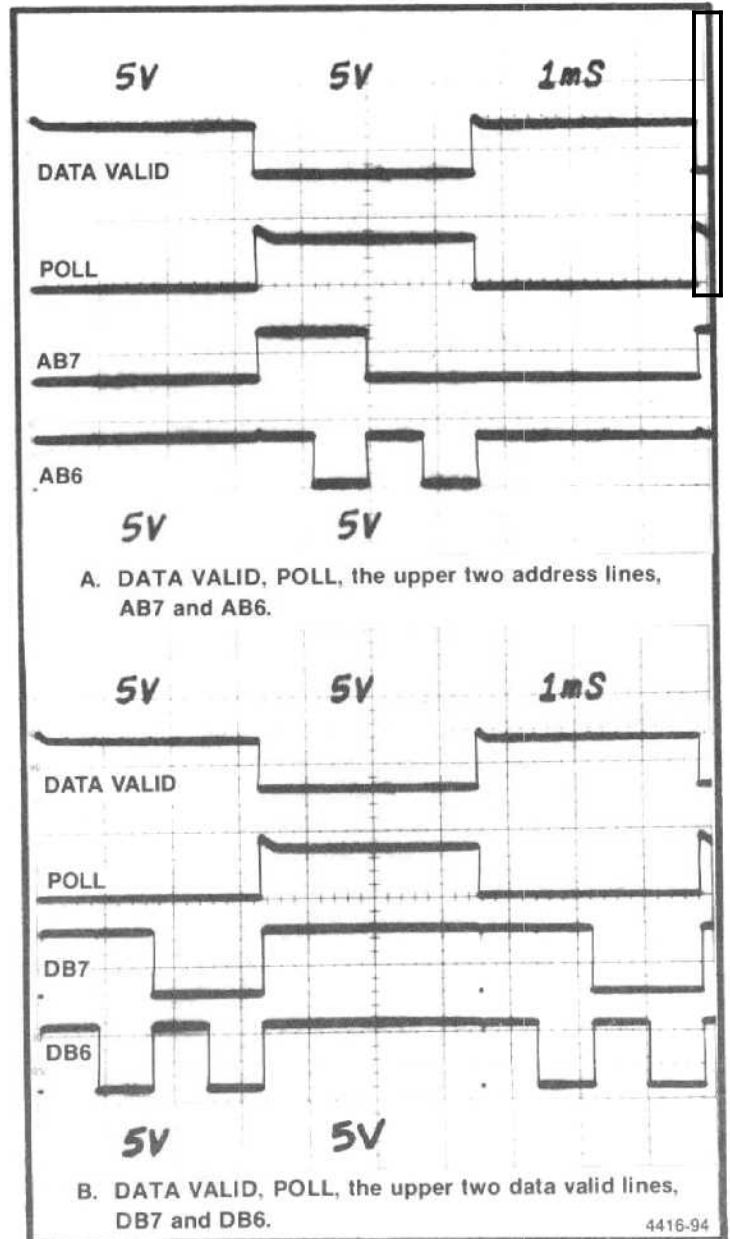 5V 5V 1mS
DATA VALID
POLL
AB7
AB6
5V 5V
A. DATA VALID, POLL, the upper two address lines,
AB7 and AB6.
5V 5V 1mS
DATA VALID
POLL
DB7
DB6
5V 5V
B. DATA VALID, POLL, the upper two data valid lines,
DB7 and DB6.
4416-94